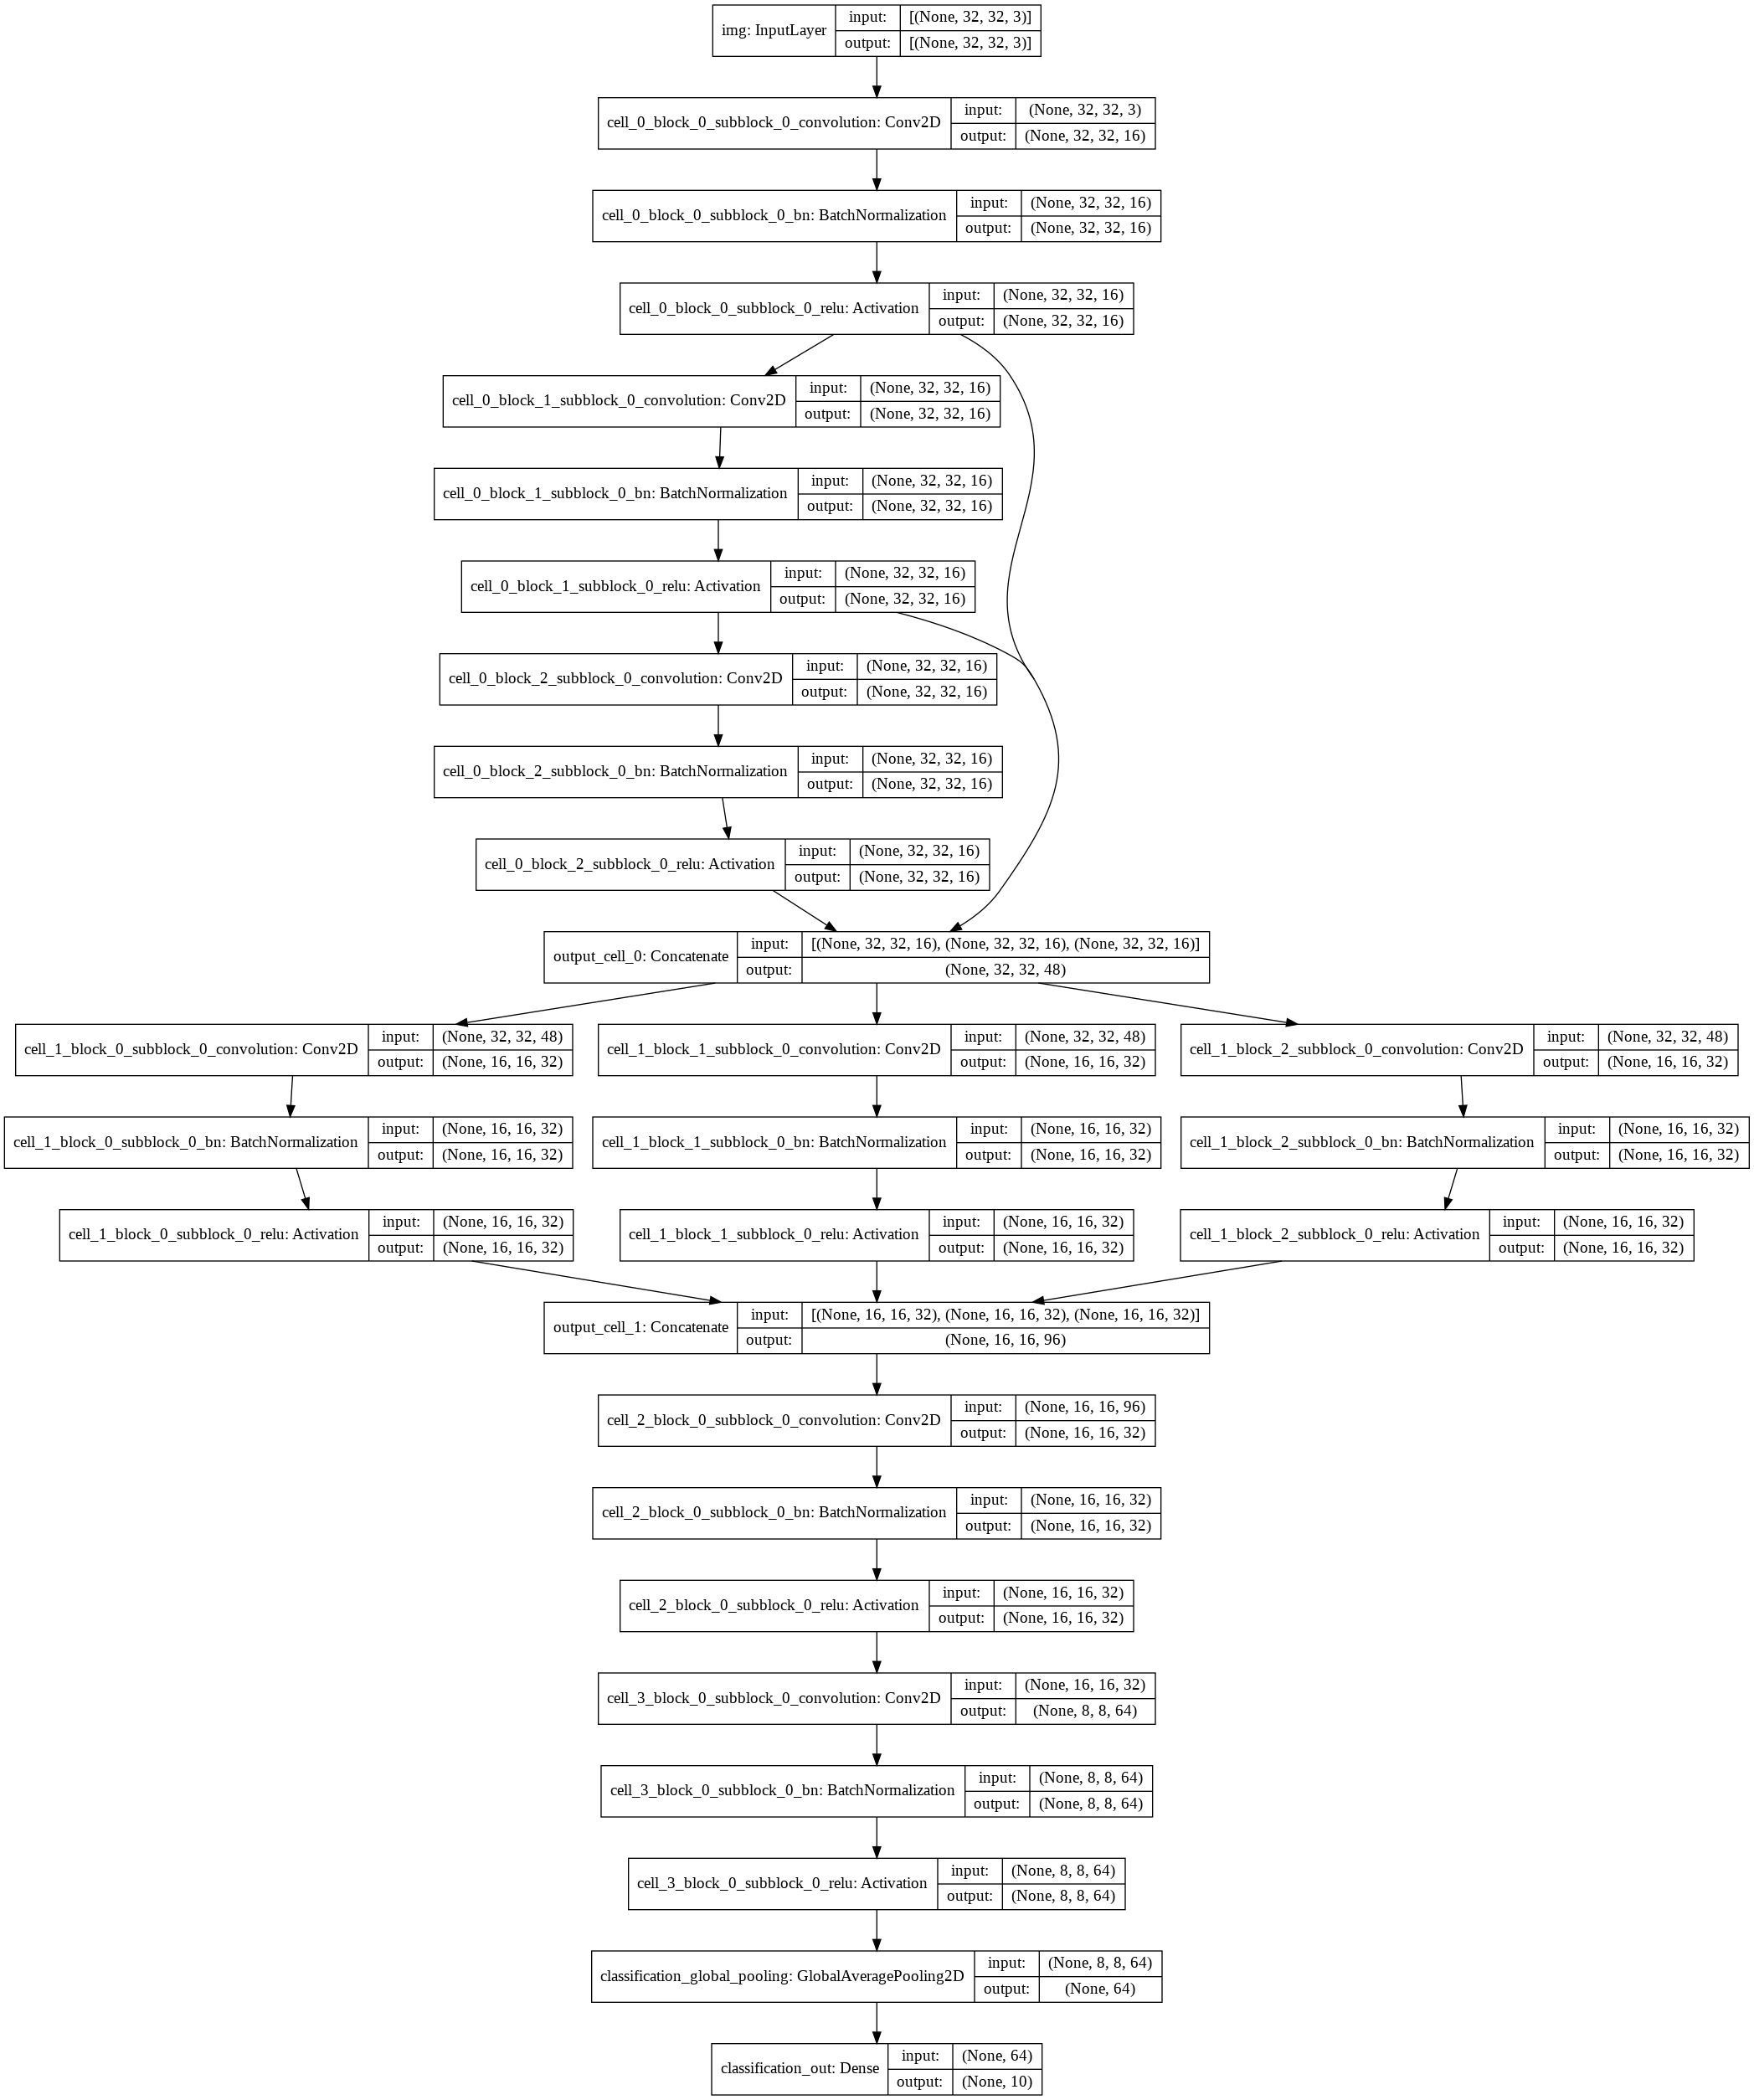 img: InputLayer
input: [(None, 32, 32, 3)]
output: [(None, 32, 32, 3)]
cell_0_block_0_subblock_0_convolution: Conv2D
input: (None, 32, 32, 3)
output: (None, 32, 32, 16)
cell_0_block_0_subblock_0_bn: BatchNormalization
input: (None, 32, 32, 16)
output: (None, 32, 32, 16)
cell_0_block_0_subblock_0_relu: Activation
input: (None, 32, 32, 16)
output: (None, 32, 32, 16)
cell_0_block_1_subblock_0_convolution: Conv2D
input: (None, 32, 32, 16)
output: (None, 32, 32, 16)
cell_0_block_1_subblock_0_bn: BatchNormalization
input: (None, 32, 32, 16)
output: (None, 32, 32, 16)
cell_0_block_1_subblock_0_relu: Activation
input: (None, 32, 32, 16)
output: (None, 32, 32, 16)
cell_0_block_2_subblock_0_convolution: Conv2D
input: (None, 32, 32, 16)
output: (None, 32, 32, 16)
cell_0_block_2_subblock_0_bn: BatchNormalization
input: (None, 32, 32, 16)
output: (None, 32, 32, 16)
cell_0_block_2_subblock_0_relu: Activation
input: (None, 32, 32, 16)
output: (None, 32, 32, 16)
output_cell_0: Concatenate
input: [(None, 32, 32, 16), (None, 32, 32, 16), (None, 32, 32, 16)]
output: (None, 32, 32, 48)
cell_1_block_0_subblock_0_convolution: Conv2D
input: (None, 32, 32, 48)
output: (None, 16, 16, 32)
cell_1_block_1_subblock_0_convolution: Conv2D
input: (None, 32, 32, 48)
output: (None, 16, 16, 32)
cell_1_block_2_subblock_0_convolution: Conv2D
input: (None, 32, 32, 48)
output: (None, 16, 16, 32)
cell_1_block_0_subblock_0_bn: BatchNormalization
input: (None, 16, 16, 32)
output: (None, 16, 16, 32)
cell_1_block_1_subblock_0_bn: BatchNormalization
input: (None, 16, 16, 32)
output: (None, 16, 16, 32)
cell_1_block_2_subblock_0_bn: BatchNormalization
input: (None, 16, 16, 32)
output: (None, 16, 16, 32)
cell_1_block_0_subblock_0_relu: Activation
input: (None, 16, 16, 32)
output: (None, 16, 16, 32)
cell_1_block_1_subblock_0_relu: Activation
input: (None, 16, 16, 32)
output: (None, 16, 16, 32)
cell_1_block_2_subblock_0_relu: Activation
input: (None, 16, 16, 32)
output: (None, 16, 16, 32)
output_cell_1: Concatenate
input: [(None, 16, 16, 32), (None, 16, 16, 32), (None, 16, 16, 32)]
output: (None, 16, 16, 96)
cell_2_block_0_subblock_0_convolution: Conv2D
input: (None, 16, 16, 96)
output: (None, 16, 16, 32)
cell_2_block_0_subblock_0_bn: BatchNormalization
input: (None, 16, 16, 32)
output: (None, 16, 16, 32)
cell_2_block_0_subblock_0_relu: Activation
input: (None, 16, 16, 32)
output: (None, 16, 16, 32)
cell_3_block_0_subblock_0_convolution: Conv2D
input: (None, 16, 16, 32)
output: (None, 8, 8, 64)
cell_3_block_0_subblock_0_bn: BatchNormalization
input: (None, 8, 8, 64)
output: (None, 8, 8, 64)
cell_3_block_0_subblock_0_relu: Activation
input: (None, 8, 8, 64)
output: (None, 8, 8, 64)
classification_global_pooling: GlobalAveragePooling2D
input: (None, 8, 8, 64)
output: (None, 64)
classification_out: Dense
input: (None, 64)
output: (None, 10)